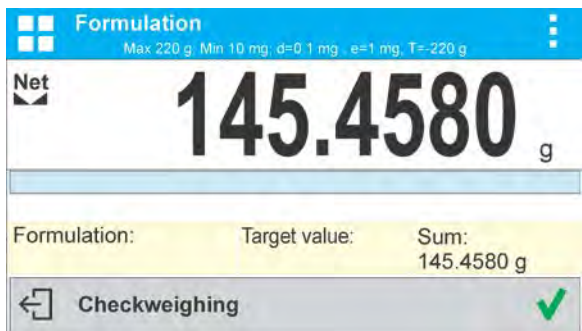 Formulation
Max 220 g; Min 10 mg; d=0.1 mg , e=1 mg, T=-220 g
Net
145.4580 g
Formulation: Target value: Sum:
145.4580 g
Checkweighing